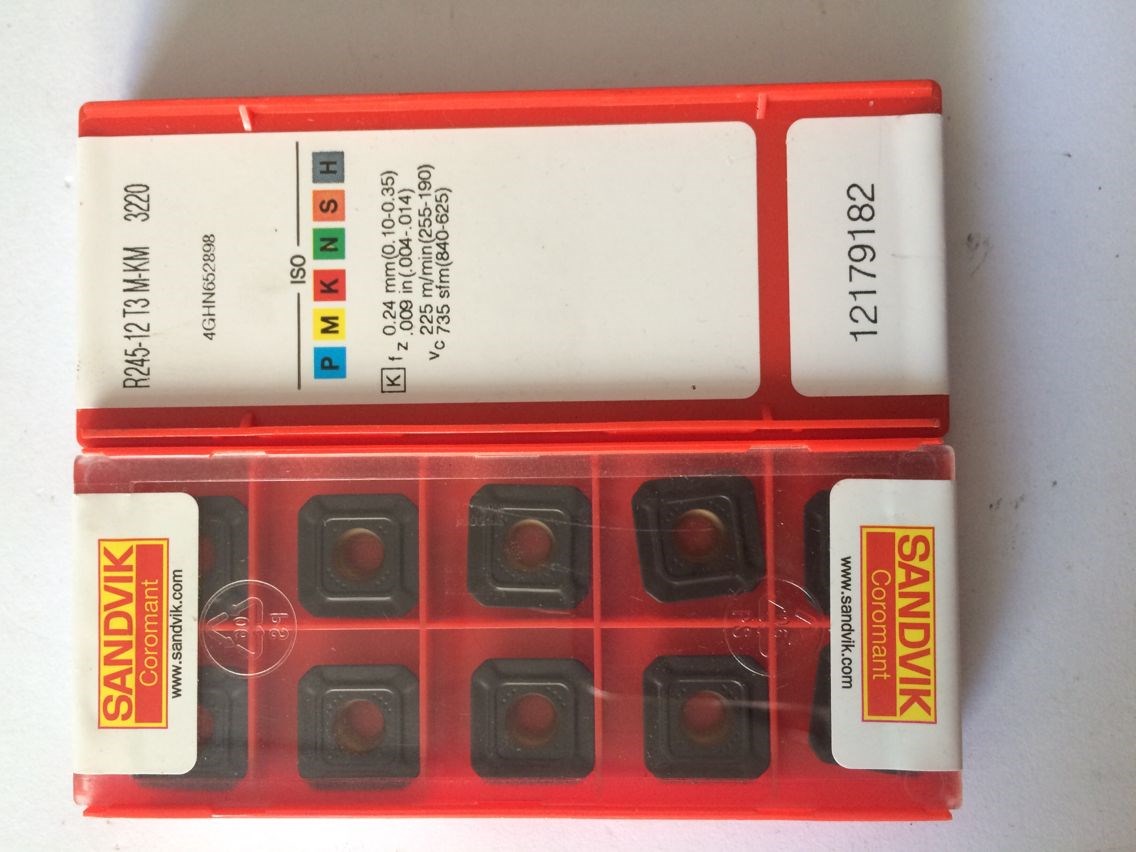 R245-12 T3 M-KM 3220
4GHN652898
ISO
P M K N S H
K fz 0.24 mm(0.10-0.35)
.009 in(.004-.014)
vc 225 m/min(255-190)
735 sfm(840-625)
12179182
SANDVIK
Coromant
www.sandvik.com
SANDVIK
Coromant
www.sandvik.com